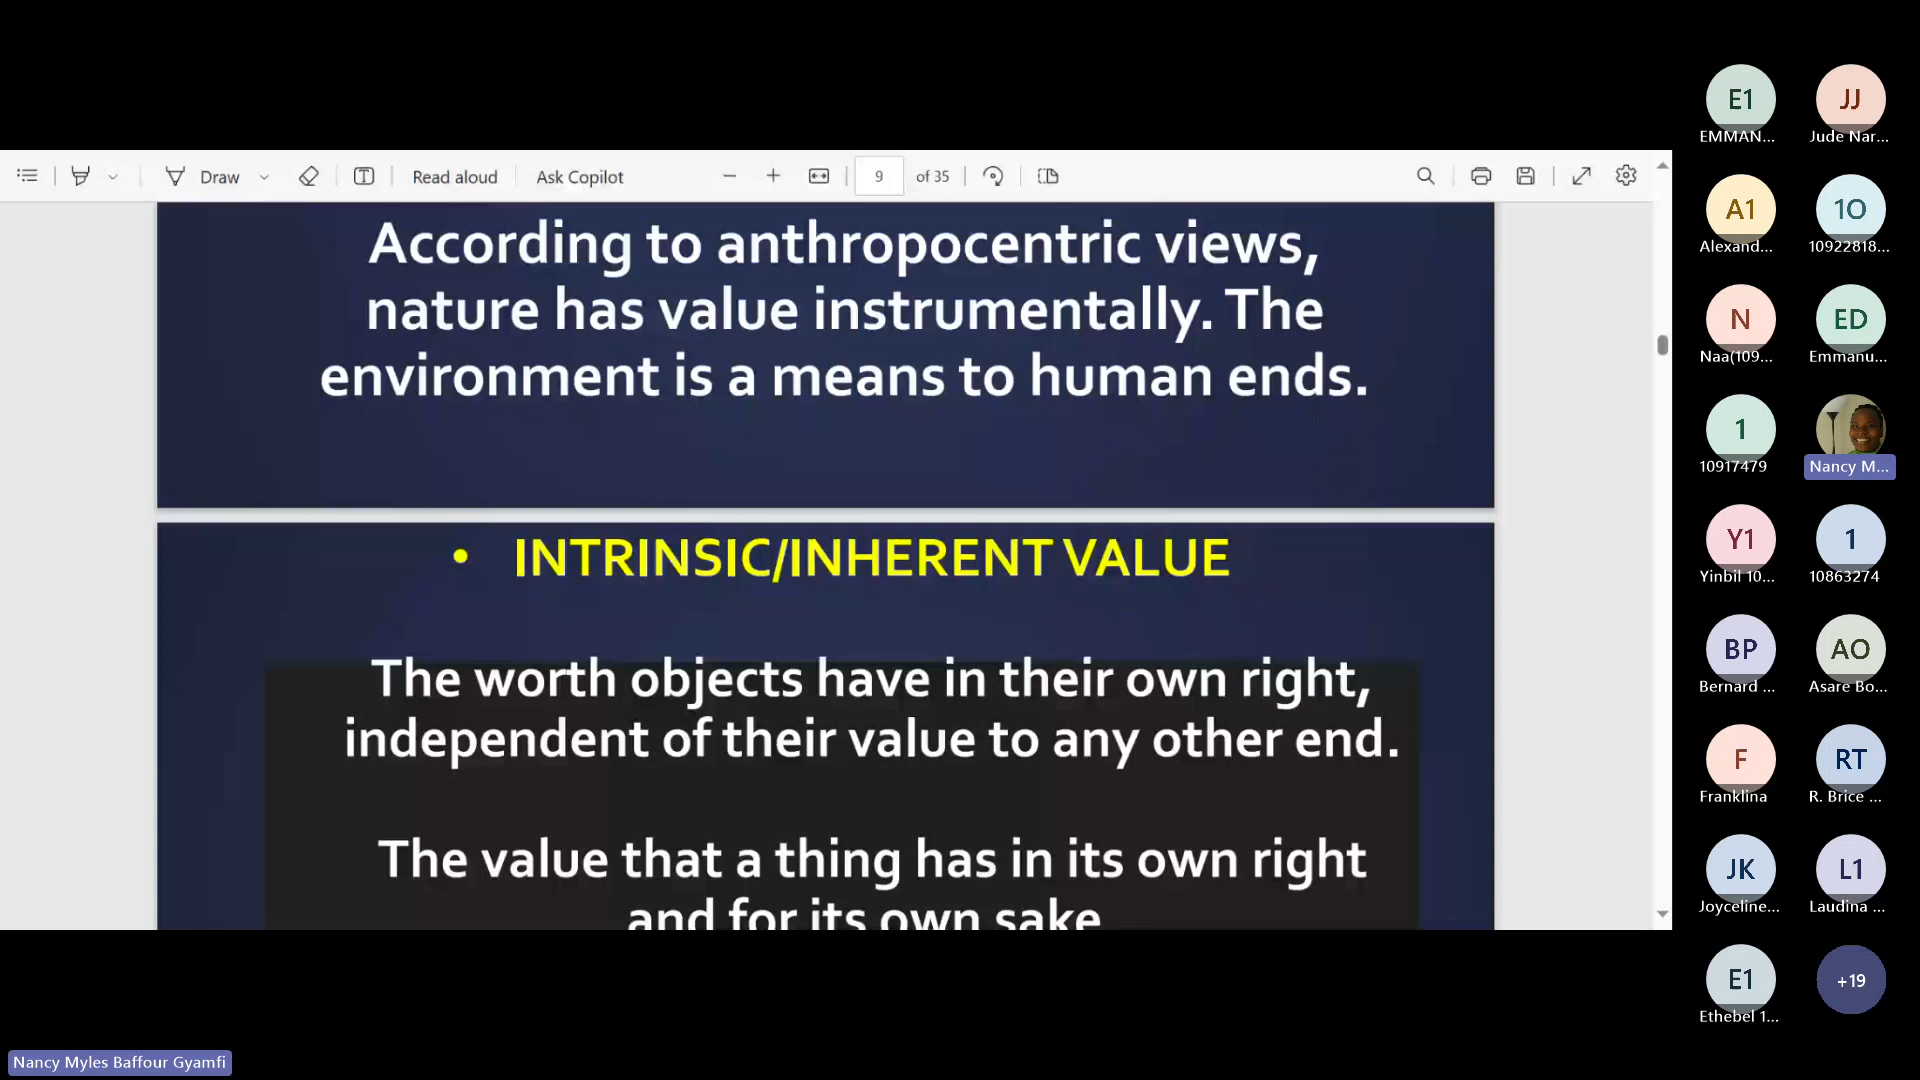 Draw
Read aloud
Ask Copilot
9
of 35
According to anthropocentric views,
nature has value instrumentally. The
environment is a means to human ends.
• INTRINSIC/INHERENT VALUE
The worth objects have in their own right,
independent of their value to any other end.
The value that a thing has in its own right
and for its own sake
E1
EMMAN...
JJ
Jude Nar...
A1
Alexand...
1O
10922818...
N
Naa(109...
ED
Emmanu...
1
10917479
Nancy M...
Y1
Yinbil 10...
1
10863274
BP
Bernard ...
AO
Asare Bo...
F
Franklina
RT
R. Brice ...
JK
Joyceline...
L1
Laudina ...
E1
Ethebel 1...
+19
Nancy Myles Baffour Gyamfi